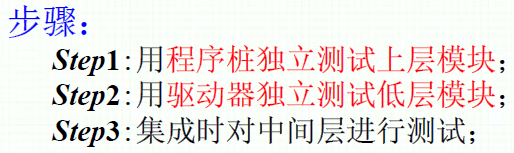 步骤：
Step1：用程序桩独立测试上层模块；
Step2：用驱动器独立测试低层模块；
Step3：集成时对中间层进行测试；